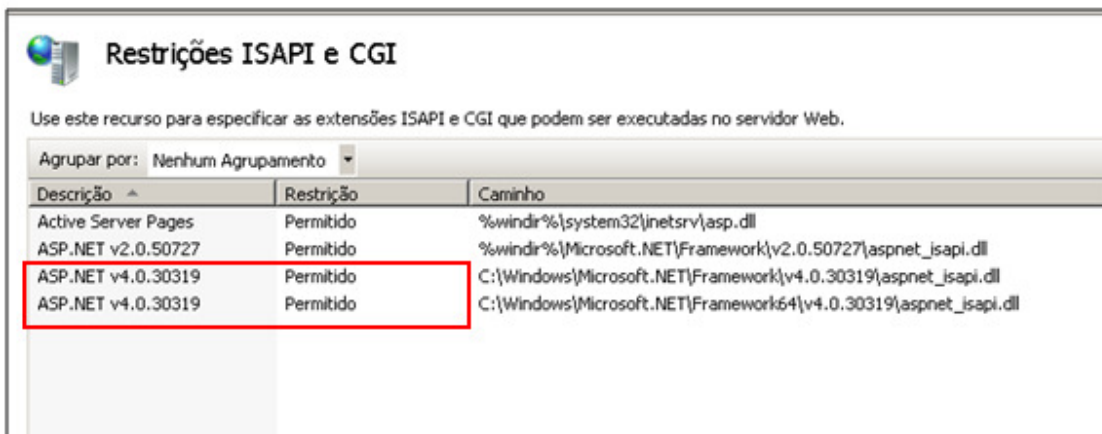 Restrições ISAPI e CGI
Use este recurso para especificar as extensões ISAPI e CGI que podem ser executadas no servidor Web.
Agrupar por: Nenhum Agrupamento
Descrição Restrição Caminho
Active Server Pages Permitido %windir%\system32\inetsrv\asp.dll
ASP.NET v2.0.50727 Permitido %windir%\Microsoft.NET\Framework\v2.0.50727\aspnet_isapi.dll
ASP.NET v4.0.30319 Permitido C:\Windows\Microsoft.NET\Framework\v4.0.30319\aspnet_isapi.dll
ASP.NET v4.0.30319 Permitido C:\Windows\Microsoft.NET\Framework64\v4.0.30319\aspnet_isapi.dll